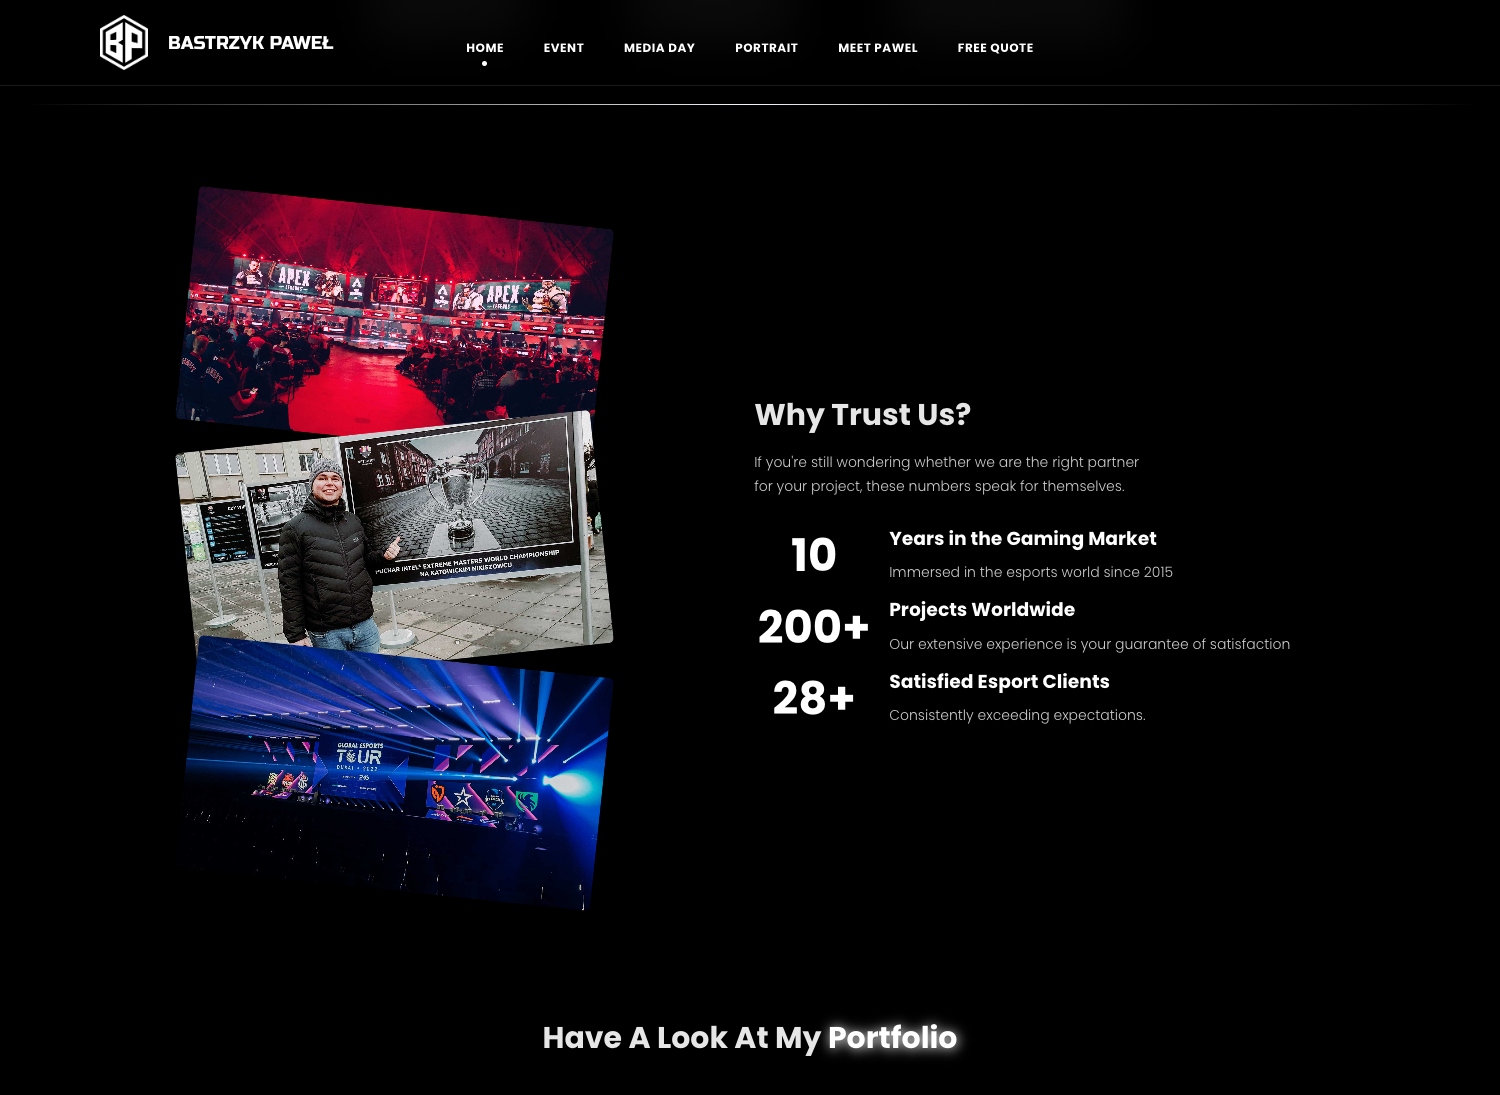 BP
BASTRZYK PAWEŁ
HOME
EVENT
MEDIA DAY
PORTRAIT
MEET PAWEL
FREE QUOTE
APEX
LEGENDS
APEX
LEGENDS
PUCHAR INTEL® EXTREME MASTERS WORLD CHAMPIONSHIP
NA KATOWICKIM NIKISZOWCU
GLOBAL ESPORTS
TOUR
DUBAI • 2022
Why Trust Us?
If you're still wondering whether we are the right partner
for your project, these numbers speak for themselves.
10
Years in the Gaming Market
Immersed in the esports world since 2015
200+
Projects Worldwide
Our extensive experience is your guarantee of satisfaction
28+
Satisfied Esport Clients
Consistently exceeding expectations.
Have A Look At My Portfolio